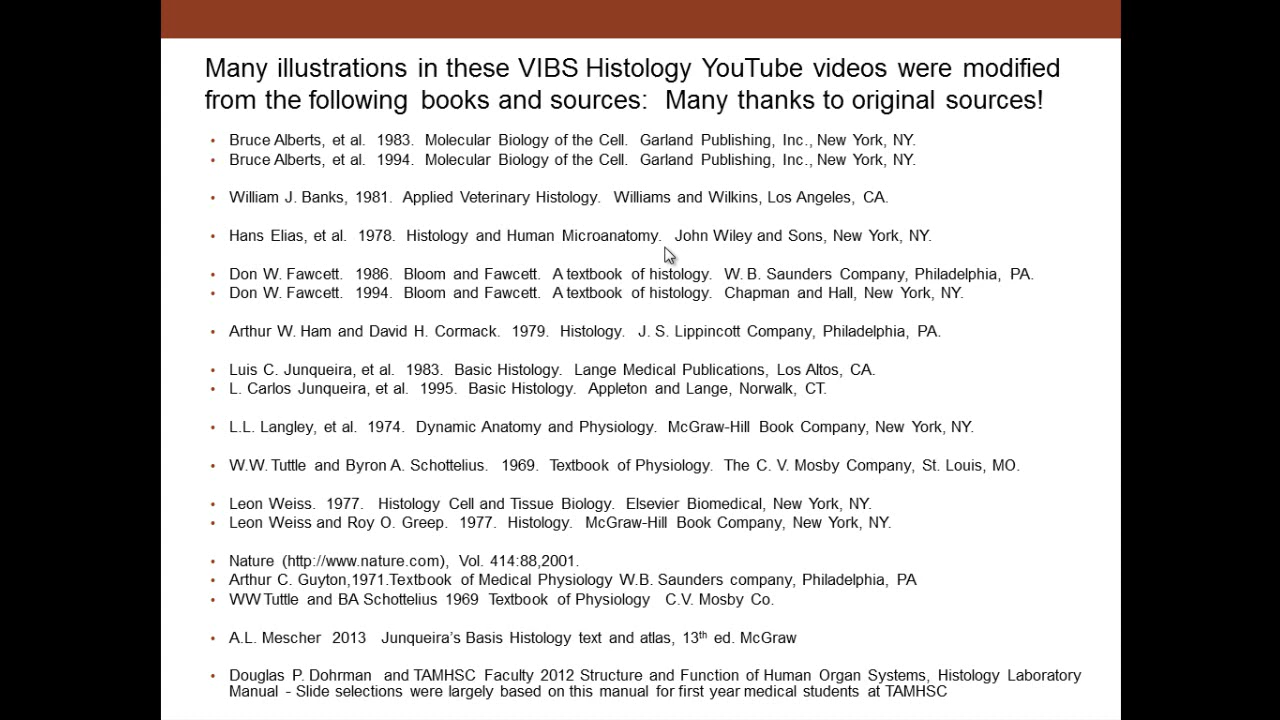 Many illustrations in these VIBS Histology YouTube videos were modified
from the following books and sources: Many thanks to original sources!
• Bruce Alberts, et al. 1983. Molecular Biology of the Cell. Garland Publishing, Inc., New York, NY.
• Bruce Alberts, et al. 1994. Molecular Biology of the Cell. Garland Publishing, Inc., New York, NY.
• William J. Banks, 1981. Applied Veterinary Histology. Williams and Wilkins, Los Angeles, CA.
• Hans Elias, et al. 1978. Histology and Human Microanatomy. John Wiley and Sons, New York, NY.
• Don W. Fawcett. 1986. Bloom and Fawcett. A textbook of histology. W. B. Saunders Company, Philadelphia, PA.
• Don W. Fawcett. 1994. Bloom and Fawcett. A textbook of histology. Chapman and Hall, New York, NY.
• Arthur W. Ham and David H. Cormack. 1979. Histology. J. S. Lippincott Company, Philadelphia, PA.
• Luis C. Junqueira, et al. 1983. Basic Histology. Lange Medical Publications, Los Altos, CA.
• L. Carlos Junqueira, et al. 1995. Basic Histology. Appleton and Lange, Norwalk, CT.
• L.L. Langley, et al. 1974. Dynamic Anatomy and Physiology. McGraw-Hill Book Company, New York, NY.
• W.W. Tuttle and Byron A. Schottelius. 1969. Textbook of Physiology. The C. V. Mosby Company, St. Louis, MO.
• Leon Weiss. 1977. Histology Cell and Tissue Biology. Elsevier Biomedical, New York, NY.
• Leon Weiss and Roy O. Greep. 1977. Histology. McGraw-Hill Book Company, New York, NY.
• Nature (http://www.nature.com), Vol. 414:88,2001.
• Arthur C. Guyton,1971.Textbook of Medical Physiology W.B. Saunders company, Philadelphia, PA
• WW Tuttle and BA Schottelius 1969 Textbook of Physiology C.V. Mosby Co.
• A.L. Mescher 2013 Junqueira's Basis Histology text and atlas, 13th ed. McGraw
• Douglas P. Dohrman and TAMHSC Faculty 2012 Structure and Function of Human Organ Systems, Histology Laboratory
Manual - Slide selections were largely based on this manual for first year medical students at TAMHSC